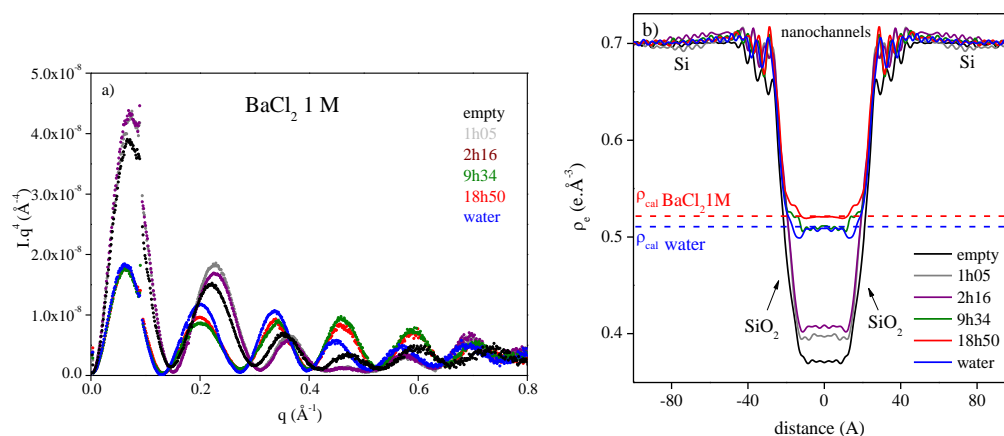 a)
BaCl₂ 1 M
empty
1h05
2h16
9h34
18h50
water
5.0x10⁻⁸
4.0x10⁻⁸
3.0x10⁻⁸
2.0x10⁻⁸
1.0x10⁻⁸
0.0
I.q⁴ (Å⁻⁴)
0.0 0.2 0.4 0.6 0.8
q (Å⁻¹)
b)
nanochannels
Si Si
0.7
0.6
0.5
0.4
ρₑ (e.Å⁻³)
ρcal BaCl₂1M
ρcal water
SiO₂ SiO₂
empty
1h05
2h16
9h34
18h50
water
-80 -40 0 40 80
distance (A)